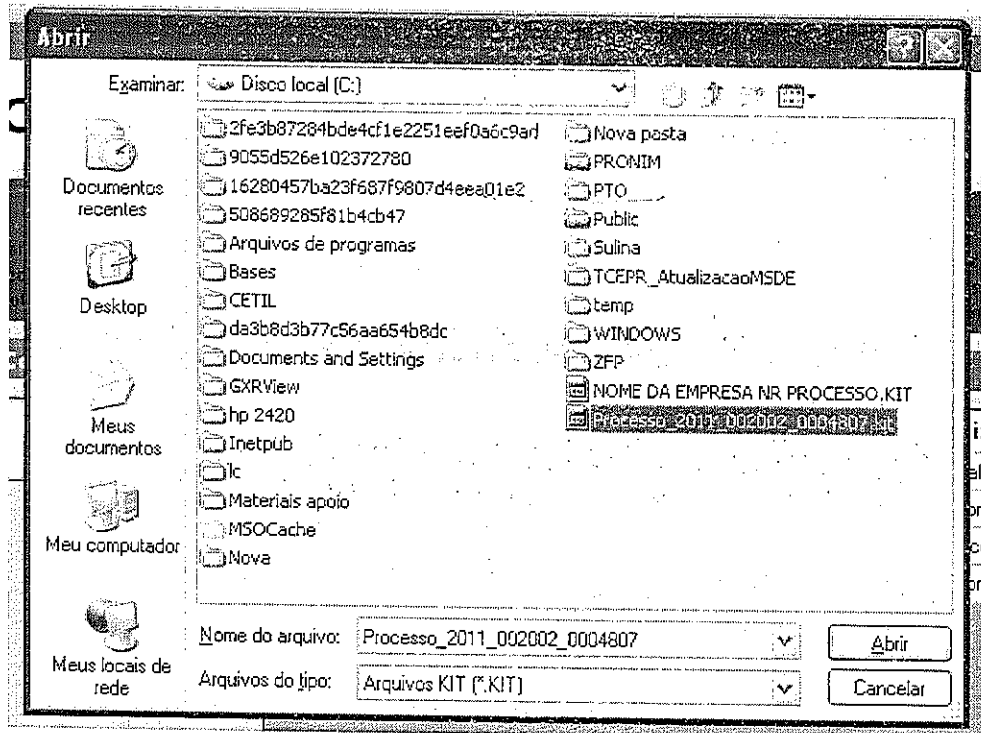 Abrir
Examinar:
Disco local (C:)
Documentos recentes
Desktop
Meus documentos
Meu computador
Meus locais de rede
2fe3b87284bde4cf1e2251eef0a6c9ad
9055d526e102372780
16280457ba23f687f9807d4eea01e2
508689285f81b4cb47
Arquivos de programas
Bases
CETIL
da3b8d3b77c56aa654b8dc
Documents and Settings
GXRView
hp 2420
Inetpub
lc
Materiais apoio
MSOCache
Nova
Nova pasta
PRONIM
PTO
Public
Sulina
TCEPR_AtualizacaoMSDE
temp
WINDOWS
ZFP
NOME DA EMPRESA NR PROCESSO.KIT
Processo_2011_002002_0004807.kit
Nome do arquivo:
Processo_2011_002002_0004807
Abrir
Arquivos do tipo:
Arquivos KIT (*.KIT)
Cancelar